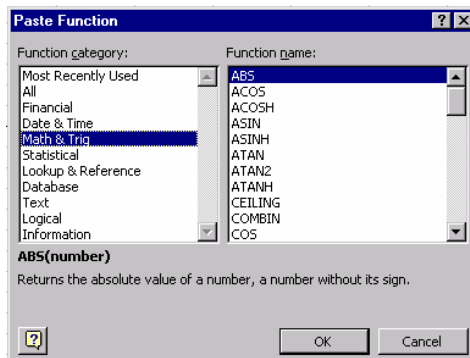 Paste Function
Function category:
Most Recently Used
All
Financial
Date & Time
Math & Trig
Statistical
Lookup & Reference
Database
Text
Logical
Information
Function name:
ABS
ACOS
ACOSH
ASIN
ASINH
ATAN
ATAN2
ATANH
CEILING
COMBIN
COS
ABS(number)
Returns the absolute value of a number, a number without its sign.
OK
Cancel